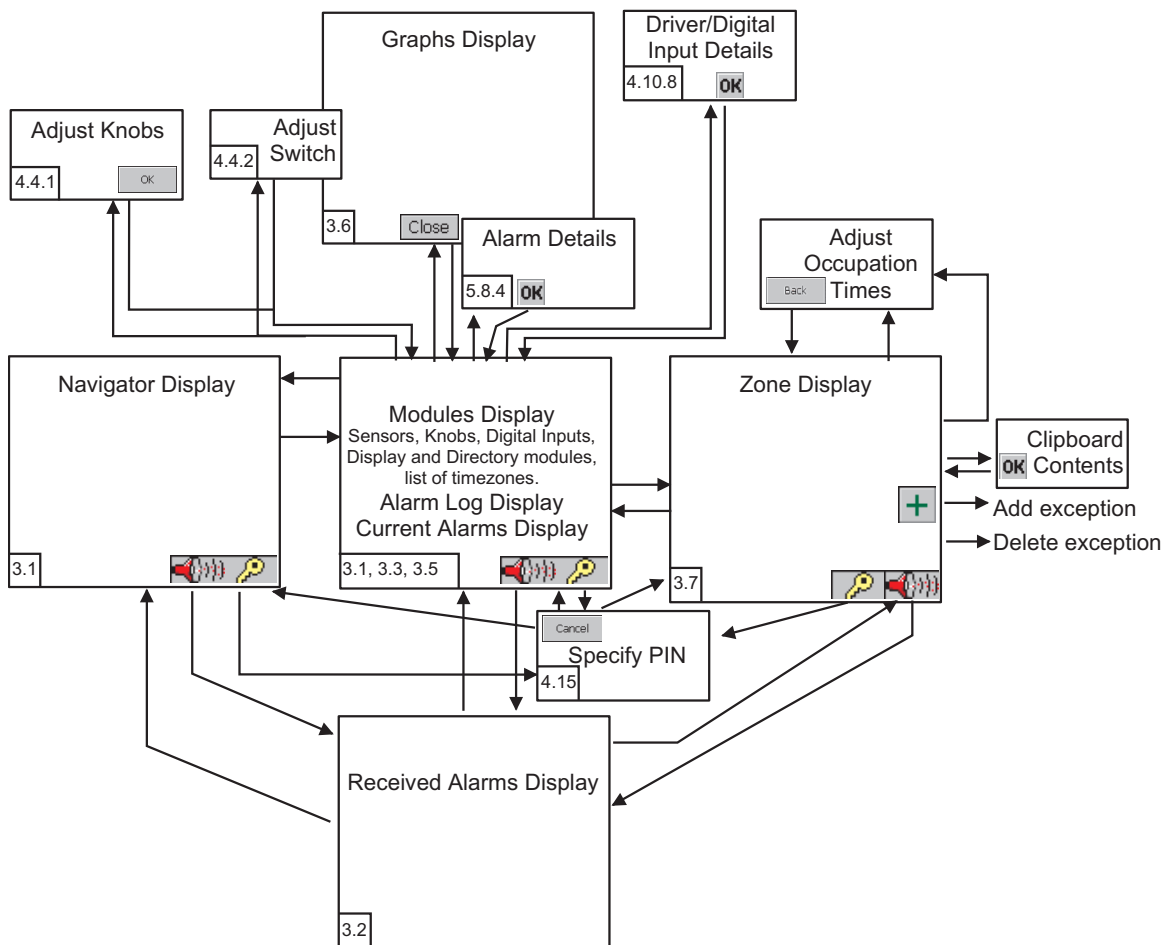 Graphs Display
Driver/Digital
Input Details
4.10.8
OK
Adjust Knobs
4.4.1
OK
Adjust
Switch
4.4.2
3.6
Close
Alarm Details
5.8.4
OK
Adjust
Occupation
Times
Back
Navigator Display
3.1
Modules Display
Sensors, Knobs, Digital Inputs,
Display and Directory modules,
list of timezones.
Alarm Log Display
Current Alarms Display
3.1, 3.3, 3.5
Zone Display
3.7
Clipboard
OK Contents
Add exception
Delete exception
Cancel
Specify PIN
4.15
Received Alarms Display
3.2